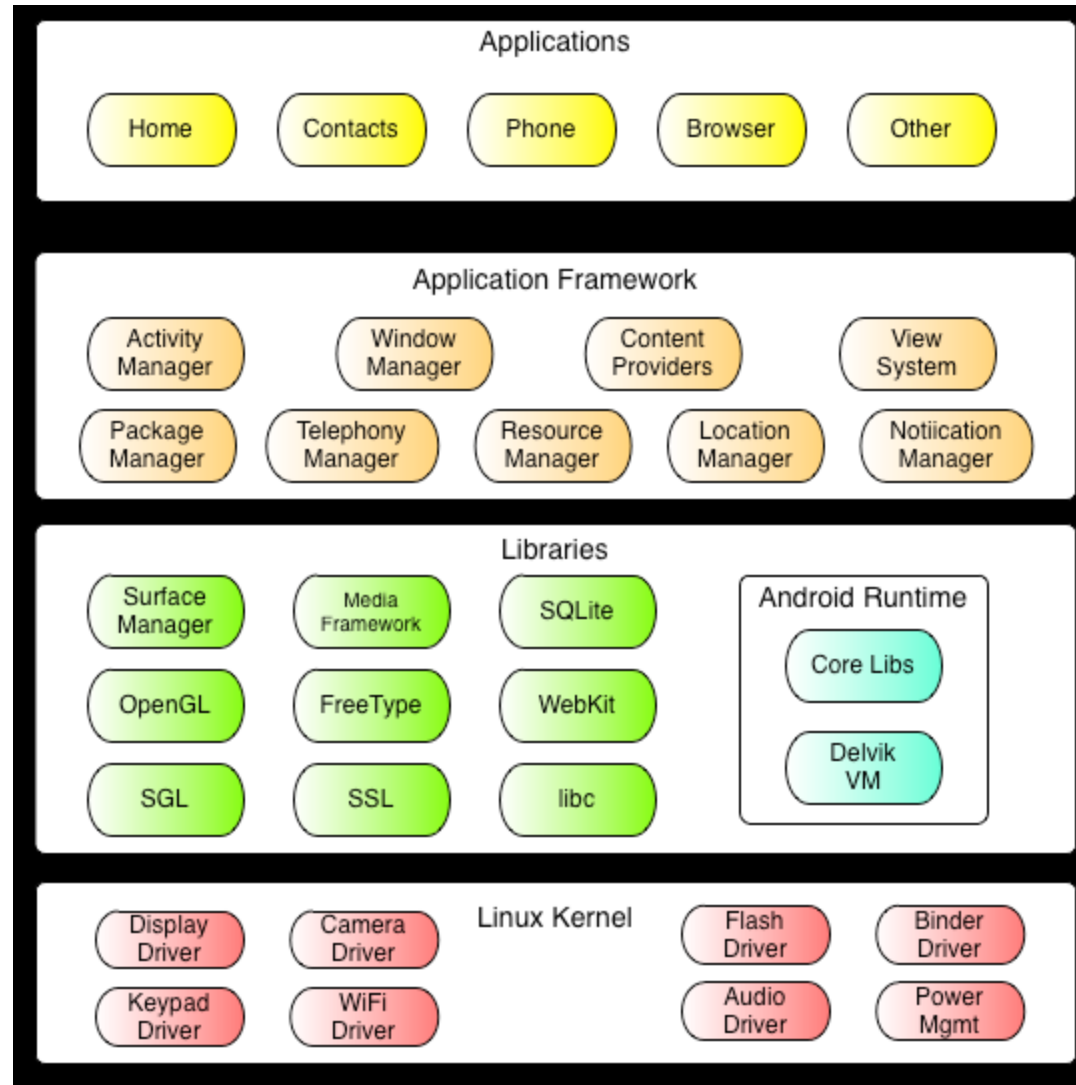 Applications
Home
Contacts
Phone
Browser
Other
Application Framework
Activity
Manager
Window
Manager
Content
Providers
View
System
Package
Manager
Telephony
Manager
Resource
Manager
Location
Manager
Notiication
Manager
Libraries
Surface
Manager
Media
Framework
SQLite
OpenGL
FreeType
WebKit
SGL
SSL
libc
Android Runtime
Core Libs
Delvik
VM
Linux Kernel
Display
Driver
Camera
Driver
Flash
Driver
Binder
Driver
Keypad
Driver
WiFi
Driver
Audio
Driver
Power
Mgmt